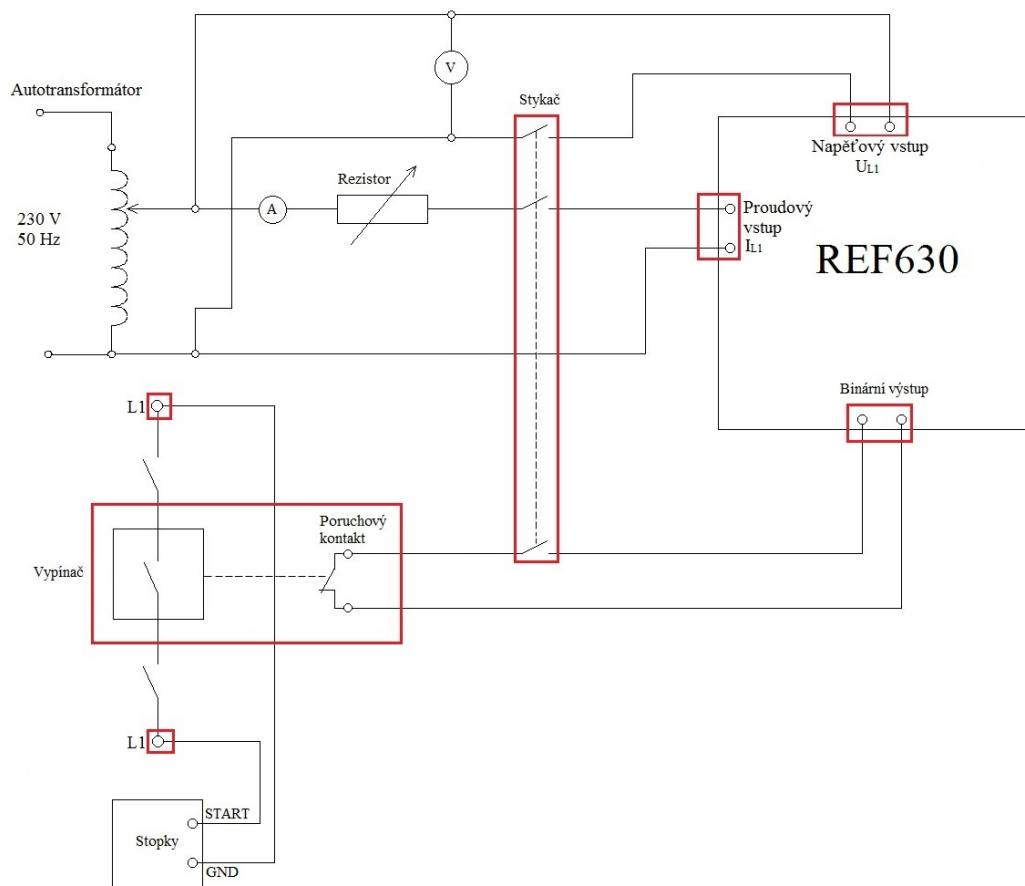 V
Autotransformátor
Stykač
Napěťový vstup
UL1
Rezistor
A
230 V
50 Hz
Proudový
vstup
IL1
REF630
L1
Binární výstup
Poruchový
kontakt
Vypínač
L1
START
Stopky
GND